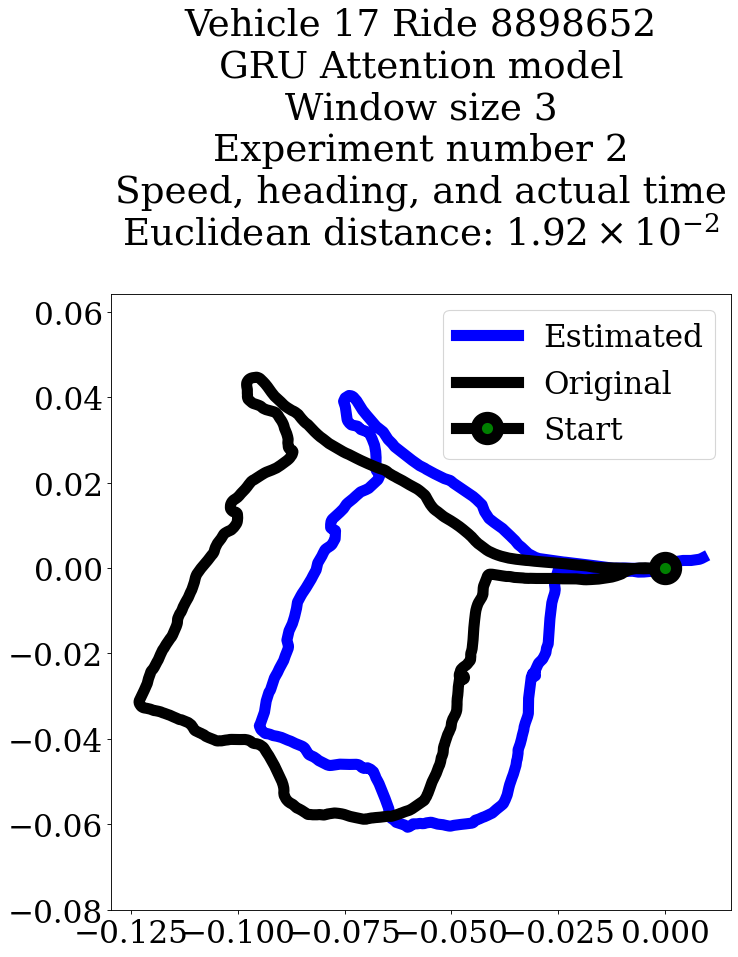 Vehicle 17 Ride 8898652
GRU Attention model
Window size 3
Experiment number 2
Speed, heading, and actual time
Euclidean distance: 1.92 × 10⁻²
Estimated
Original
Start
0.06
0.04
0.02
0.00
−0.02
−0.04
−0.06
−0.08
−0.125 −0.100 −0.075 −0.050 −0.025 0.000